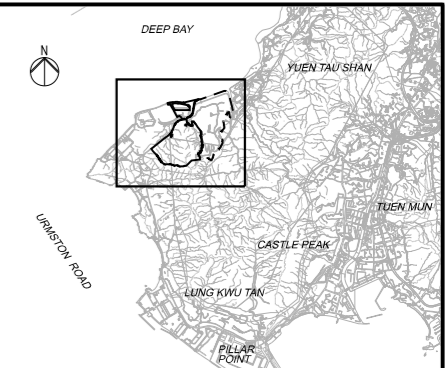 DEEP BAY
N
YUEN TAU SHAN
TUEN MUN
URMSTON ROAD
CASTLE PEAK
LUNG KWU TAN
PILLAR
POINT